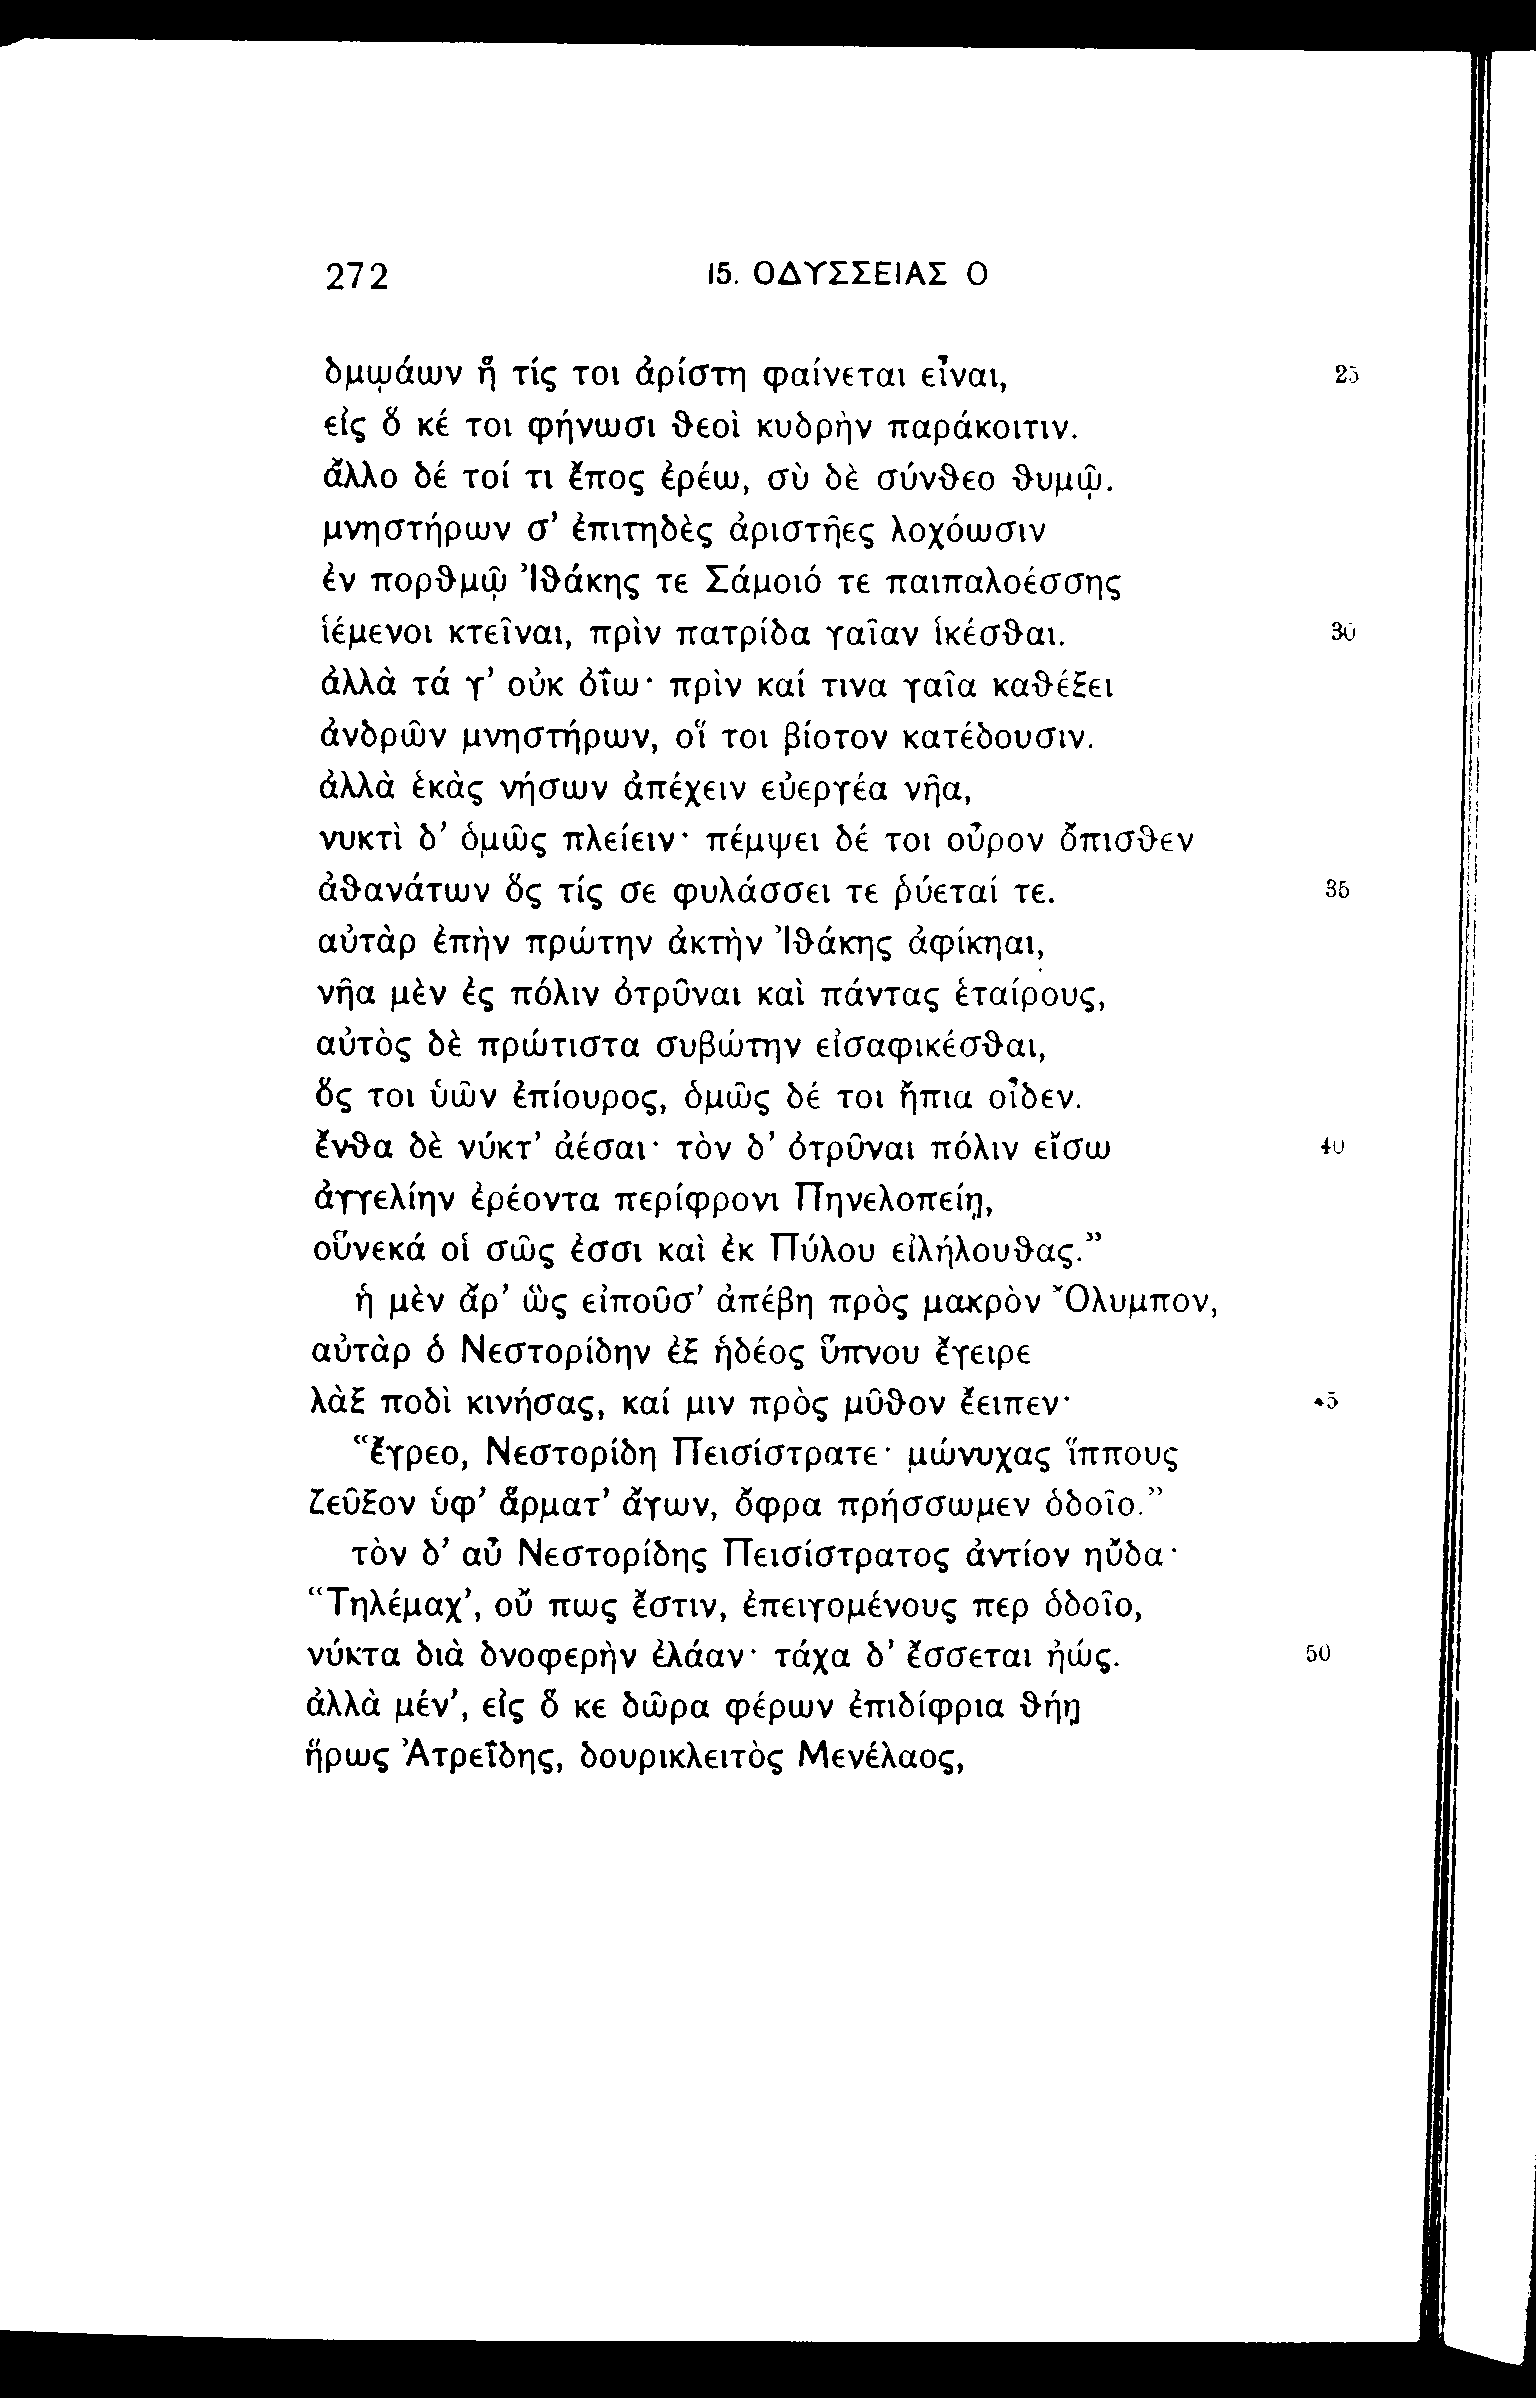 272 15. ΟΔΥΣΣΕΙΑΣ Ο
δμῳάων ἥ τίς τοι ἀρίστη φαίνεται εἶναι, 25
εἰς ὅ κέ τοι φήνωσι θεοὶ κυδρὴν παράκοιτιν.
ἄλλο δέ τοί τι ἔπος ἐρέω, σὺ δὲ σύνθεο θυμῷ.
μνηστήρων σ’ ἐπιτηδὲς ἀριστῆες λοχόωσιν
ἐν πορθμῷ Ἰθάκης τε Σάμοιό τε παιπαλοέσσης
ἱέμενοι κτεῖναι, πρὶν πατρίδα γαῖαν ἱκέσθαι. 30
ἀλλὰ τά γ’ οὐκ ὀΐω· πρὶν καί τινα γαῖα καθέξει
ἀνδρῶν μνηστήρων, οἵ τοι βίοτον κατέδουσιν.
ἀλλὰ ἑκὰς νήσων ἀπέχειν εὐεργέα νῆα,
νυκτὶ δ’ ὁμῶς πλείειν· πέμψει δέ τοι οὖρον ὄπισθεν
ἀθανάτων ὅς τίς σε φυλάσσει τε ῥύεταί τε. 35
αὐτὰρ ἐπὴν πρώτην ἀκτὴν Ἰθάκης ἀφίκηαι,
νῆα μὲν ἐς πόλιν ὀτρῦναι καὶ πάντας ἑταίρους,
αὐτὸς δὲ πρώτιστα συβώτην εἰσαφικέσθαι,
ὅς τοι ὑῶν ἐπίουρος, ὁμῶς δέ τοι ἤπια οἶδεν.
ἔνθα δὲ νύκτ’ ἀέσαι· τὸν δ’ ὀτρῦναι πόλιν εἴσω 40
ἀγγελίην ἐρέοντα περίφρονι Πηνελοπείῃ,
οὕνεκά οἱ σῶς ἐσσι καὶ ἐκ Πύλου εἰλήλουθας.”
ἡ μὲν ἄρ’ ὣς εἰποῦσ’ ἀπέβη πρὸς μακρὸν Ὄλυμπον,
αὐτὰρ ὁ Νεστορίδην ἐξ ἡδέος ὕπνου ἔγειρε
λὰξ ποδὶ κινήσας, καί μιν πρὸς μῦθον ἔειπεν· 45
“ἔγρεο, Νεστορίδη Πεισίστρατε· μώνυχας ἵππους
ζεῦξον ὑφ’ ἅρματ’ ἄγων, ὄφρα πρήσσωμεν ὁδοῖο.”
τὸν δ’ αὖ Νεστορίδης Πεισίστρατος ἀντίον ηὔδα·
“Τηλέμαχ’, οὔ πως ἔστιν, ἐπειγομένους περ ὁδοῖο,
νύκτα διὰ δνοφερὴν ἐλάαν· τάχα δ’ ἔσσεται ἠώς. 50
ἀλλὰ μέν’, εἰς ὅ κε δῶρα φέρων ἐπιδίφρια θήῃ
ἥρως Ἀτρεΐδης, δουρικλειτὸς Μενέλαος,